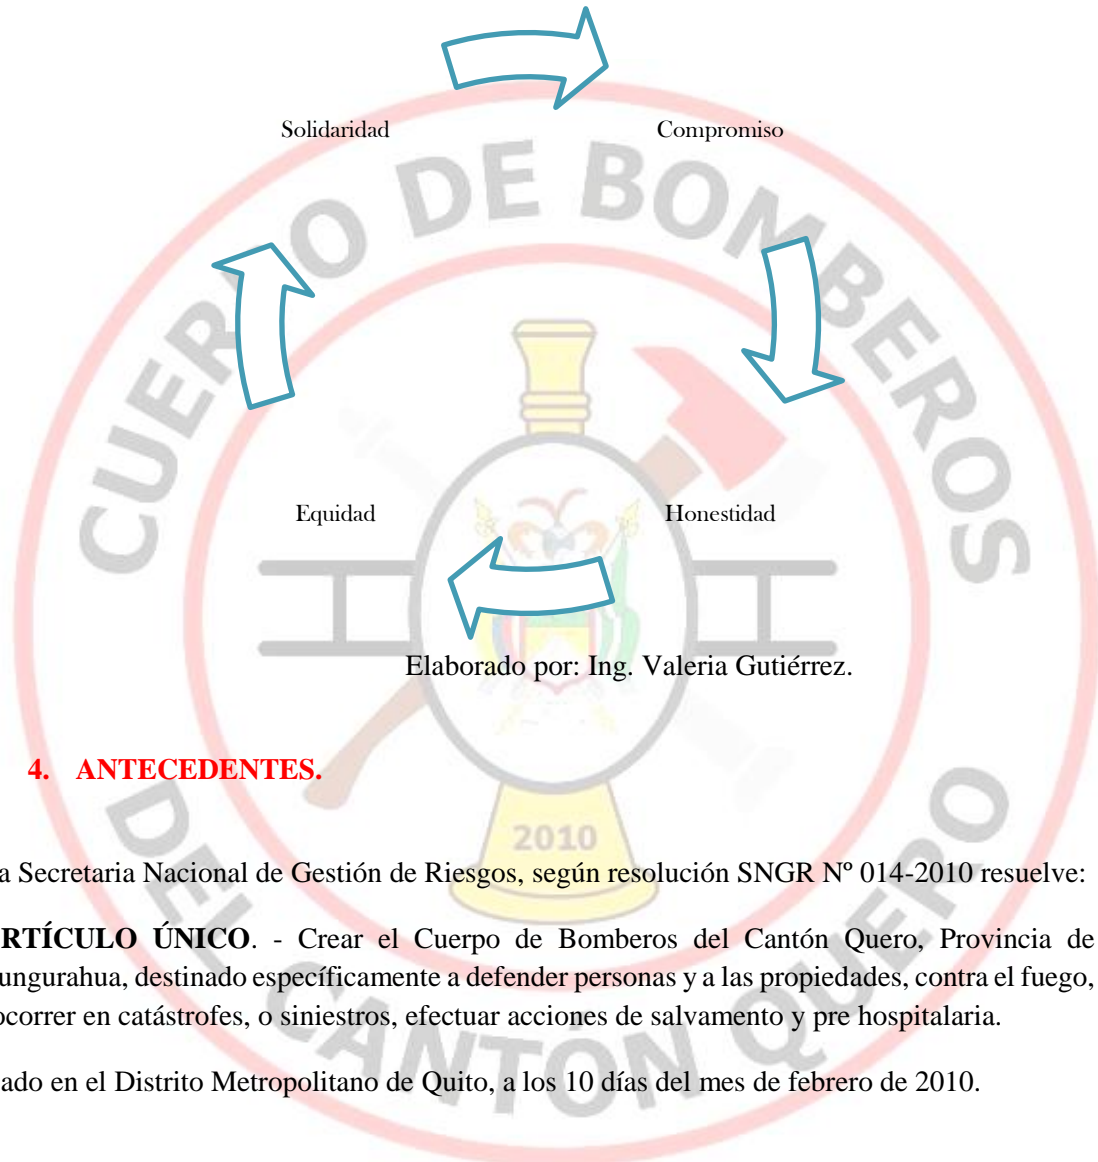 Solidaridad Compromiso
CUERPO DE BOMBEROS
Equidad Honestidad
Elaborado por: Ing. Valeria Gutiérrez.
4. ANTECEDENTES.
2010
a Secretaria Nacional de Gestión de Riesgos, según resolución SNGR Nº 014-2010 resuelve:
RTÍCULO ÚNICO. - Crear el Cuerpo de Bomberos del Cantón Quero, Provincia de
ungurahua, destinado específicamente a defender personas y a las propiedades, contra el fuego,
ocorrer en catástrofes, o siniestros, efectuar acciones de salvamento y pre hospitalaria.
ado en el Distrito Metropolitano de Quito, a los 10 días del mes de febrero de 2010.
DEL CANTÓN QUERO